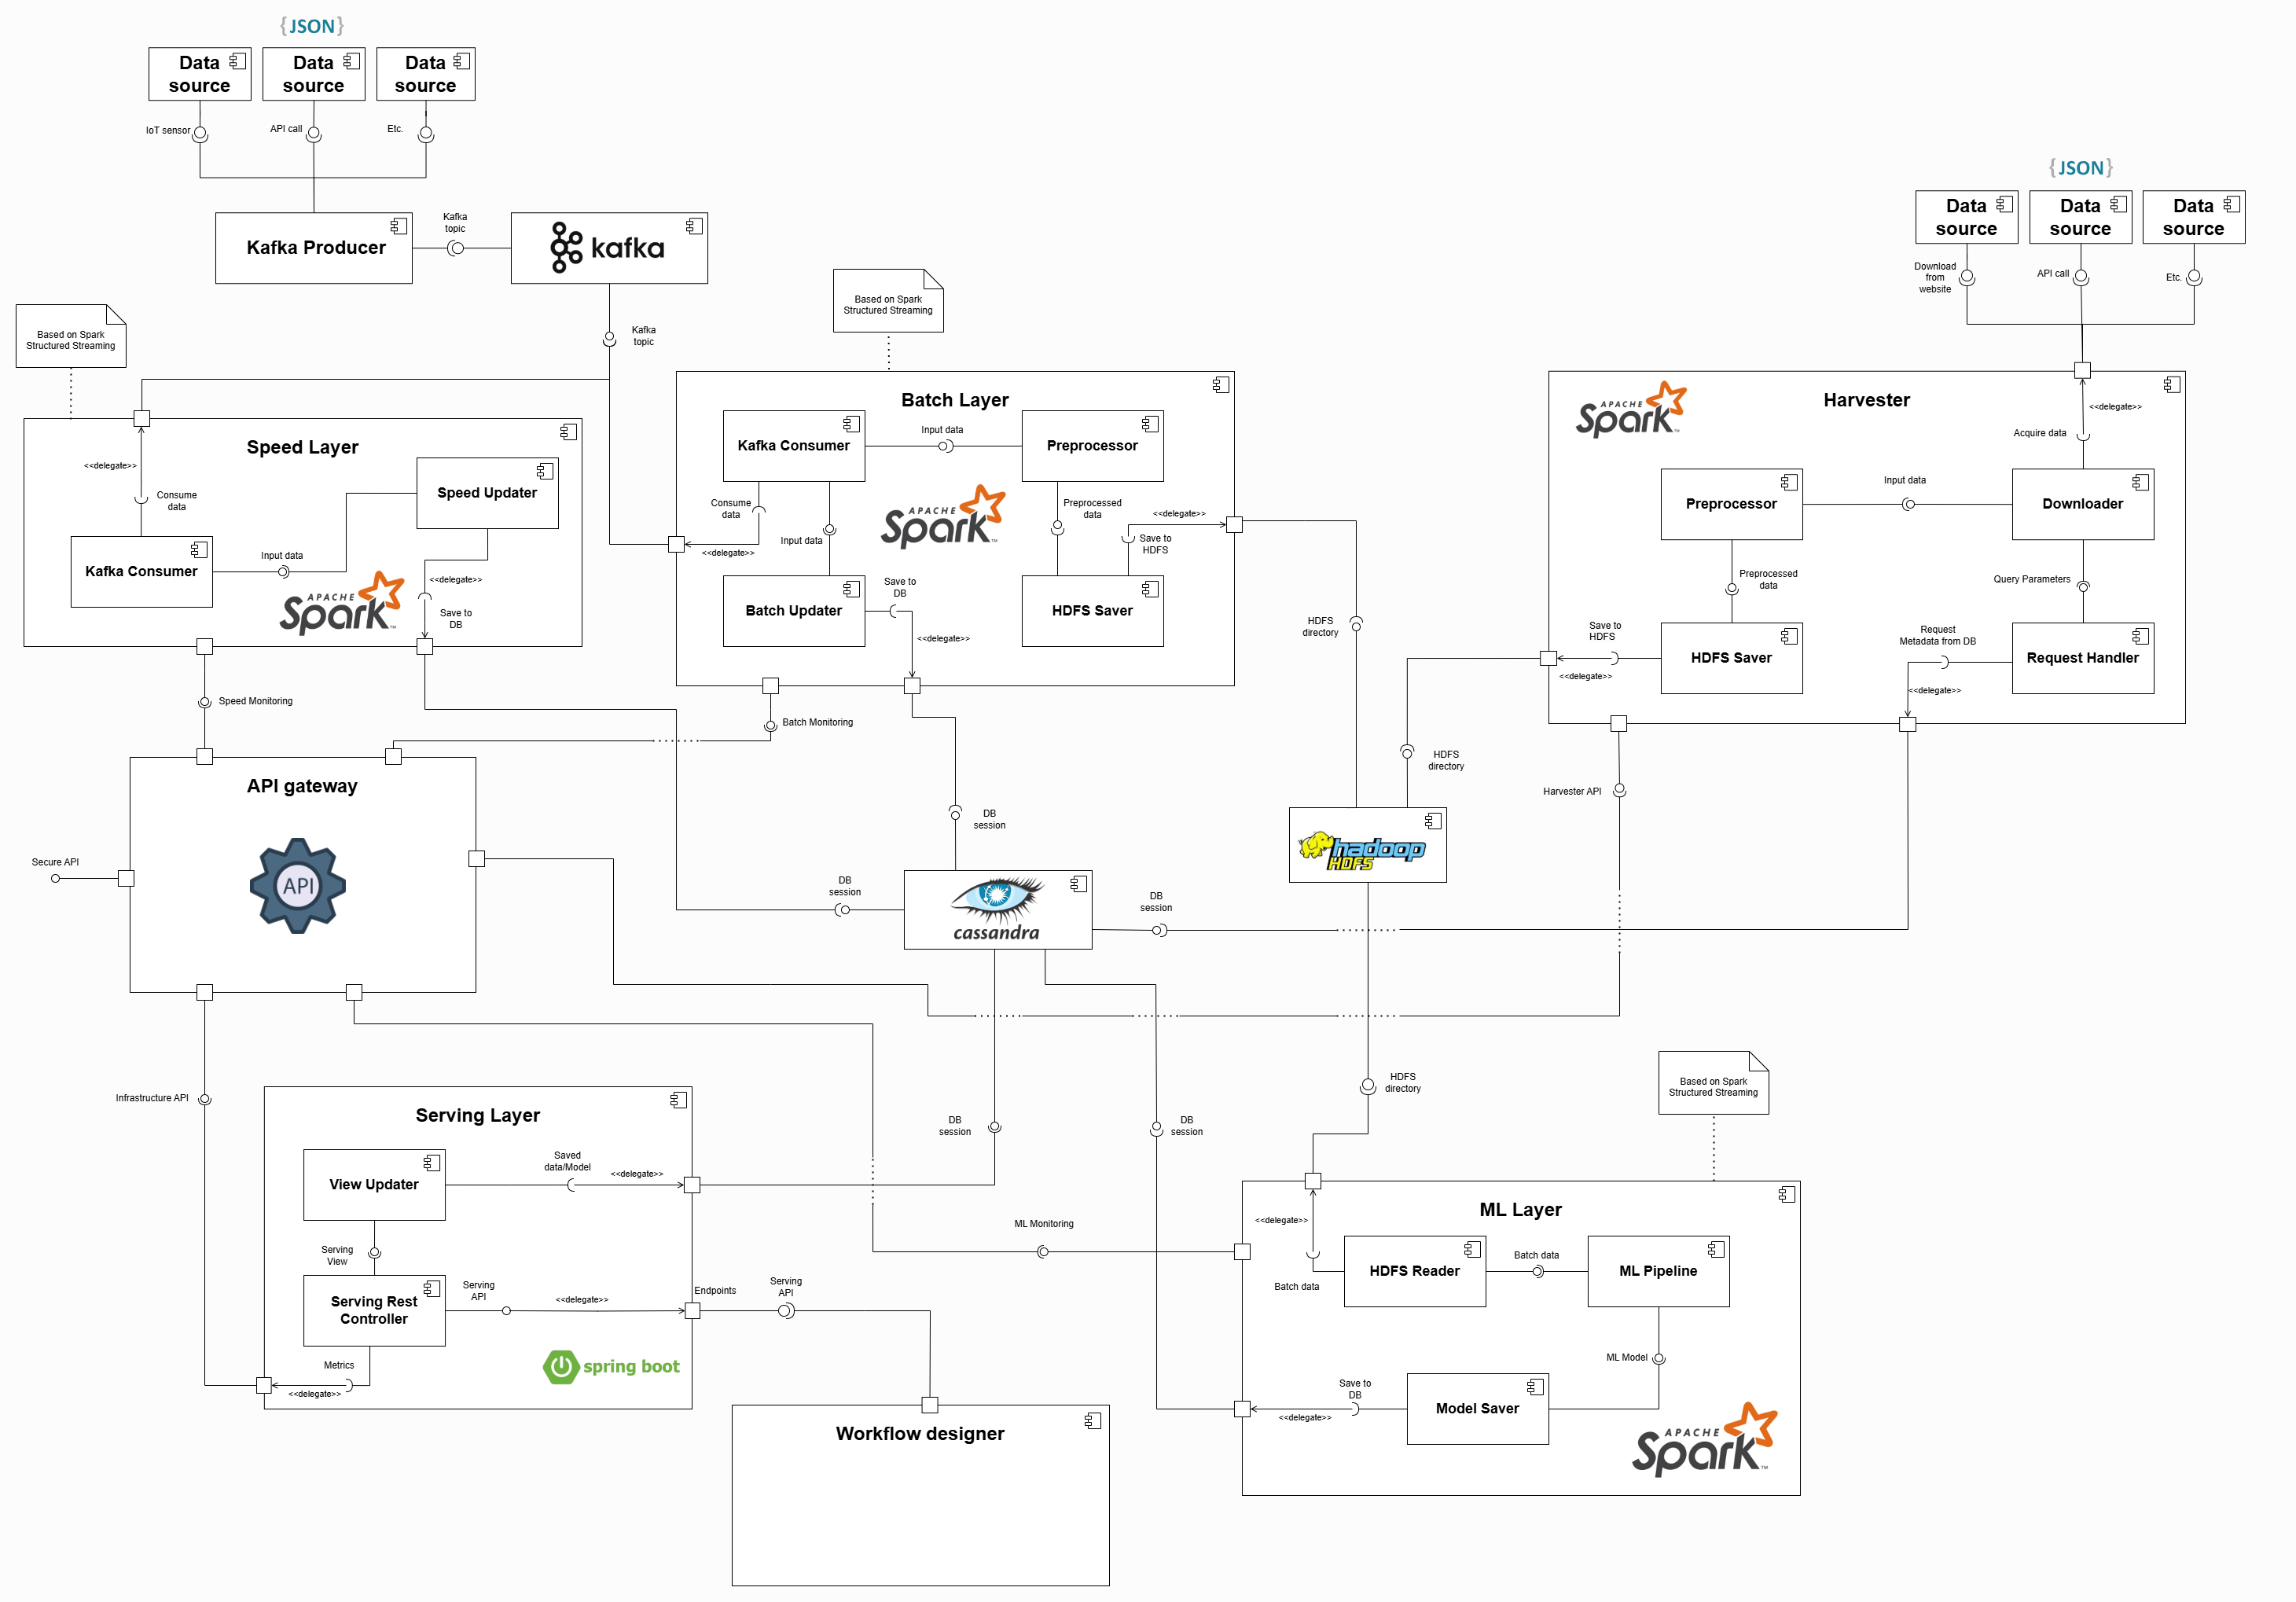 {JSON}
Data
source
Data
source
Data
source
IoT sensor
API call
Etc.
Kafka Producer
Kafka
topic
kafka
Kafka
topic
{JSON}
Data
source
Data
source
Data
source
Download
from
website
API call
Etc.
Based on Spark
Structured Streaming
Speed Layer
<<delegate>>
Consume
data
Kafka Consumer
Input data
Speed Updater
<<delegate>>
Save to
DB
APACHE
Spark™
Based on Spark
Structured Streaming
Batch Layer
Kafka Consumer
Input data
Preprocessor
Consume
data
<<delegate>>
Input data
APACHE
Spark™
Preprocessed
data
<<delegate>>
Save to
HDFS
Batch Updater
Save to
DB
<<delegate>>
HDFS Saver
APACHE
Spark™
Harvester
<<delegate>>
Acquire data
Preprocessor
Input data
Downloader
Preprocessed
data
Query Parameters
Save to
HDFS
<<delegate>>
HDFS Saver
Request
Metadata from DB
<<delegate>>
Request Handler
Speed Monitoring
Batch Monitoring
HDFS
directory
HDFS
directory
Harvester API
API gateway
API
Secure API
DB
session
DB
session
cassandra
DB
session
hadoop
HDFS
Infrastructure API
DB
session
DB
session
HDFS
directory
Serving Layer
View Updater
Saved
data/Model
<<delegate>>
Serving
View
Serving Rest
Controller
Serving
API
<<delegate>>
Endpoints
Serving
API
Metrics
<<delegate>>
spring boot
ML Monitoring
Workflow designer
Based on Spark
Structured Streaming
ML Layer
<<delegate>>
Batch data
HDFS Reader
Batch data
ML Pipeline
ML Model
Save to
DB
<<delegate>>
Model Saver
APACHE
Spark™